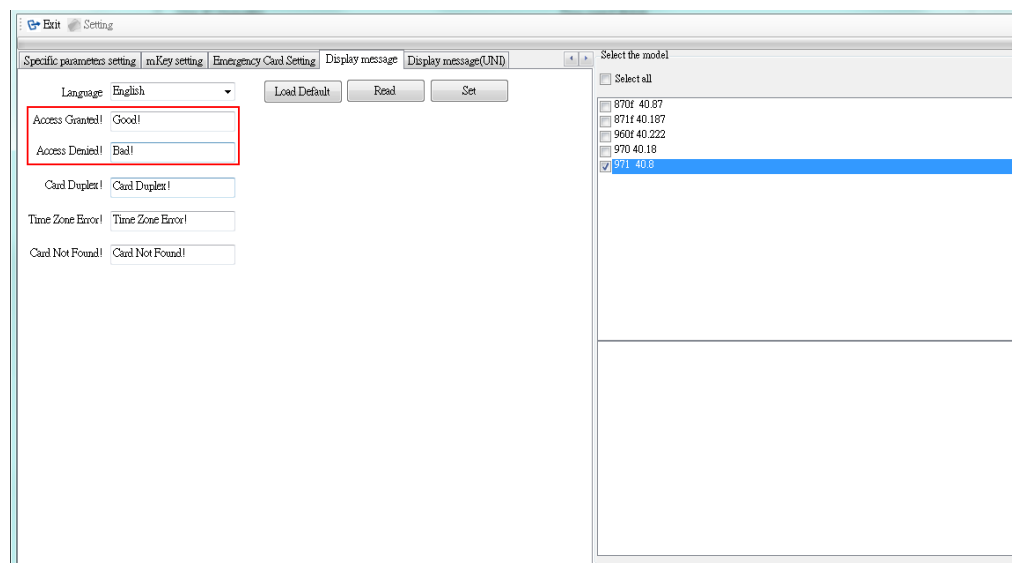 Exit Setting
Specific parameters setting mKey setting Emergency Card Setting Display message Display message(UNI)
Language English Load Default Read Set
Access Granted! Good!
Access Denied! Bad!
Card Duplex! Card Duplex!
Time Zone Error! Time Zone Error!
Card Not Found! Card Not Found!
Select the model
Select all
870f 40.87
871f 40.187
960f 40.222
970 40.18
971 40.8